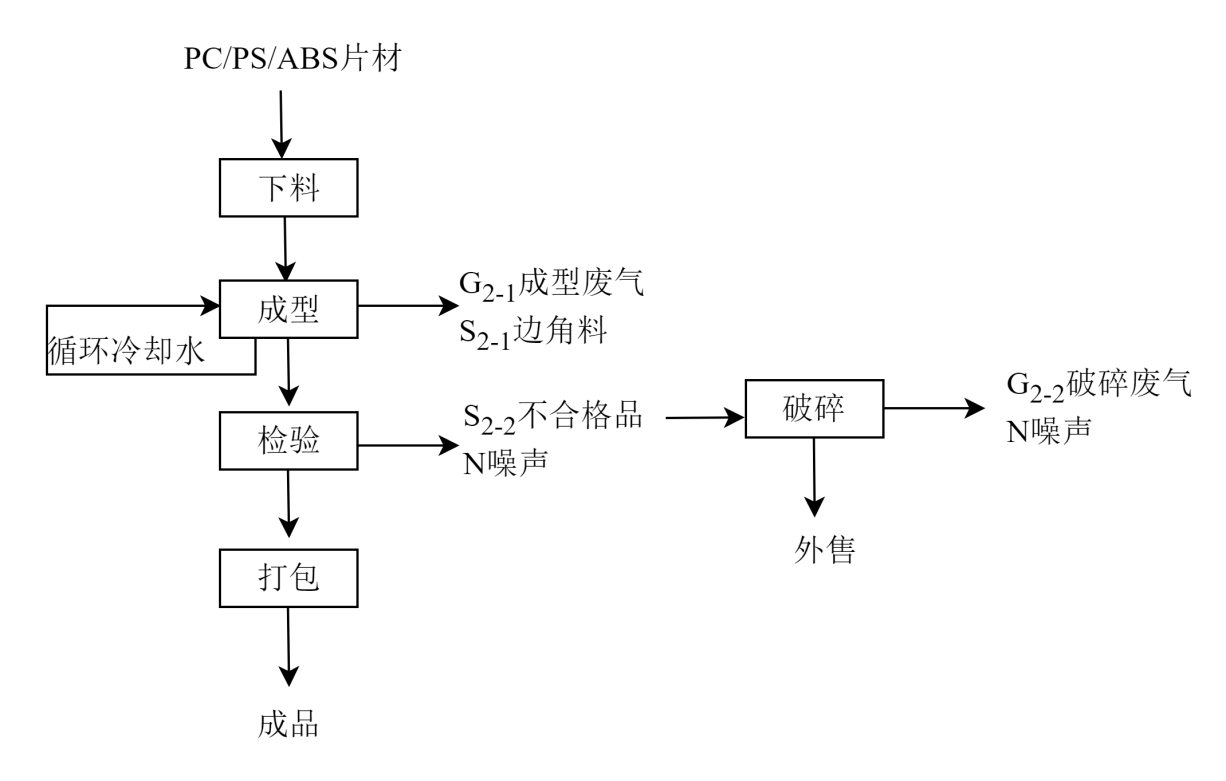 PC/PS/ABS片材
下料
成型
G2-1成型废气
S2-1边角料
循环冷却水
检验
S2-2不合格品
N噪声
破碎
G2-2破碎废气
N噪声
外售
打包
成品